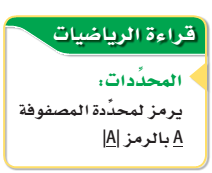 قراءة الرياضيات
المحدِّدات:
يرمز لمحدِّدة المصفوفة
A بالرمز |A|